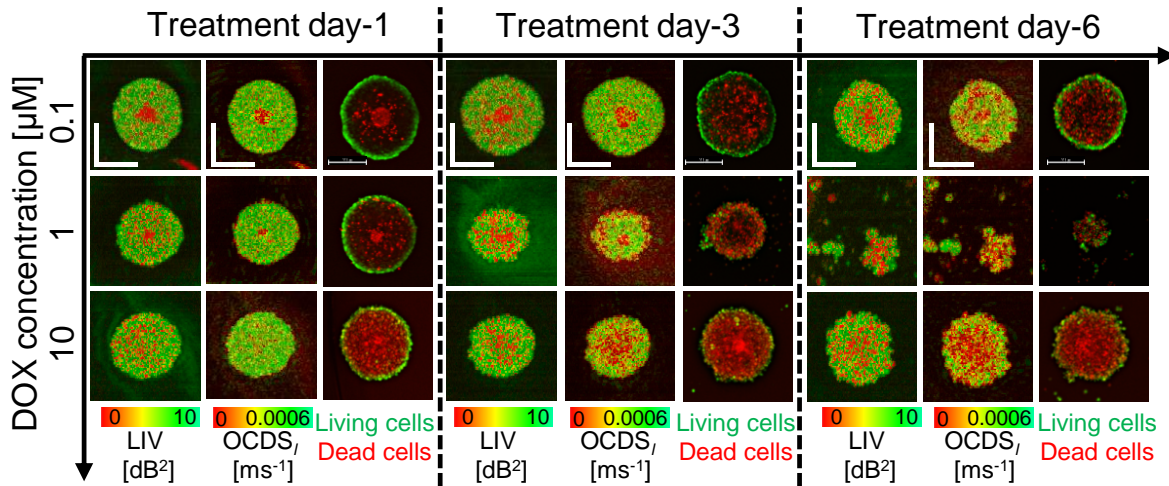 Treatment day-1
Treatment day-3
Treatment day-6
DOX concentration [µM]
0.1
1
10
0 10
LIV
[dB²]
0 0.0006
OCDSₗ
[ms⁻¹]
Living cells
Dead cells
0 10
LIV
[dB²]
0 0.0006
OCDSₗ
[ms⁻¹]
Living cells
Dead cells
0 10
LIV
[dB²]
0 0.0006
OCDSₗ
[ms⁻¹]
Living cells
Dead cells